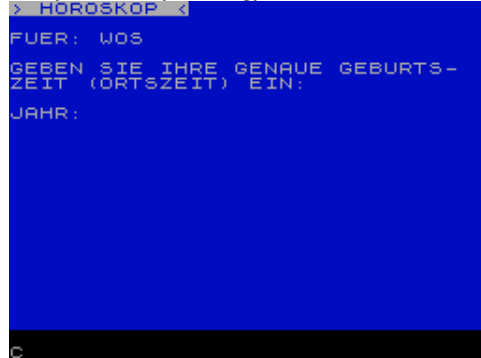 > HOROSKOP <
FUER: WOS
GEBEN SIE IHRE GENAUE GEBURTS-
ZEIT (ORTSZEIT) EIN:
JAHR:
C